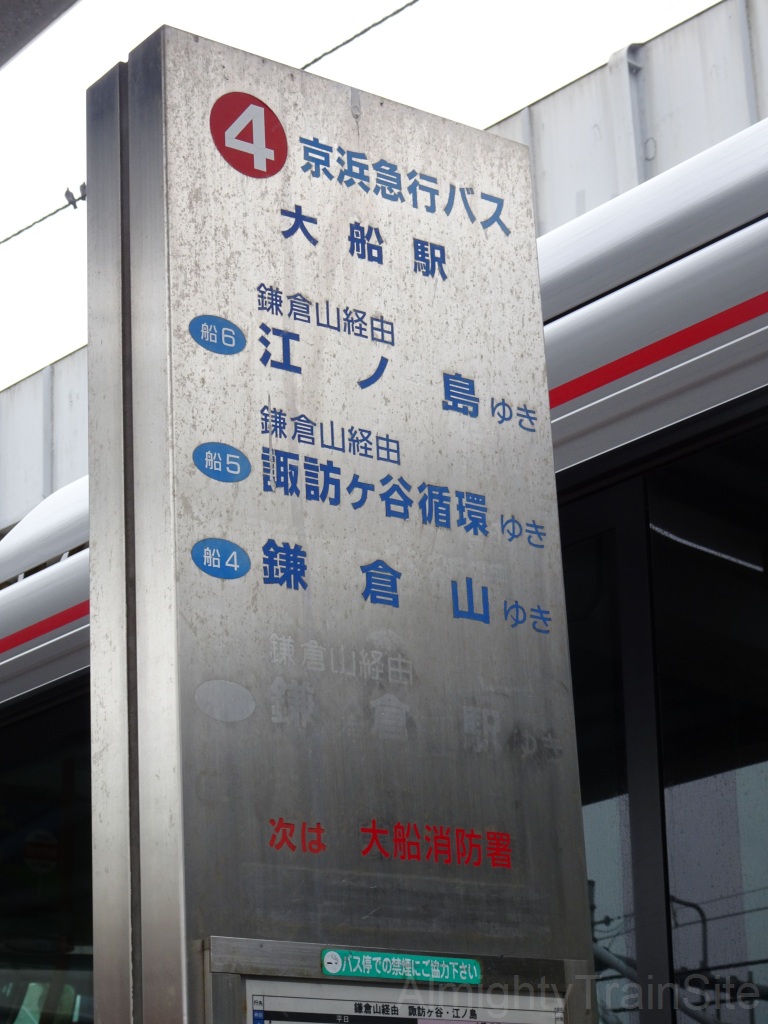 4 京浜急行バス
大船駅
鎌倉山経由
船6 江ノ島ゆき
鎌倉山経由
船5 諏訪ヶ谷循環ゆき
船4 鎌倉山ゆき
鎌倉山経由
鎌倉駅ゆき
次は 大船消防署
バス停での禁煙にご協力下さい
鎌倉山経由 諏訪ヶ谷・江ノ島
平日
AlmightyTrainSite